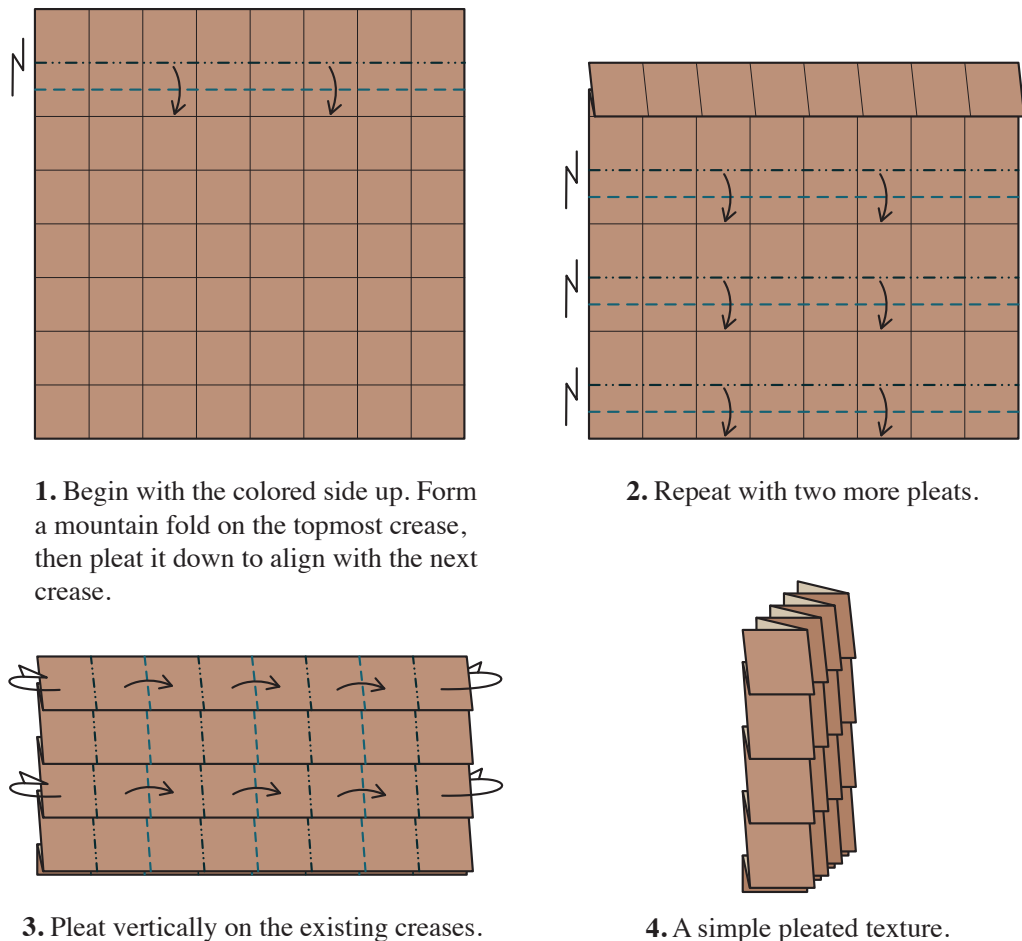 1. Begin with the colored side up. Form
a mountain fold on the topmost crease,
then pleat it down to align with the next
crease.
2. Repeat with two more pleats.
3. Pleat vertically on the existing creases.
4. A simple pleated texture.